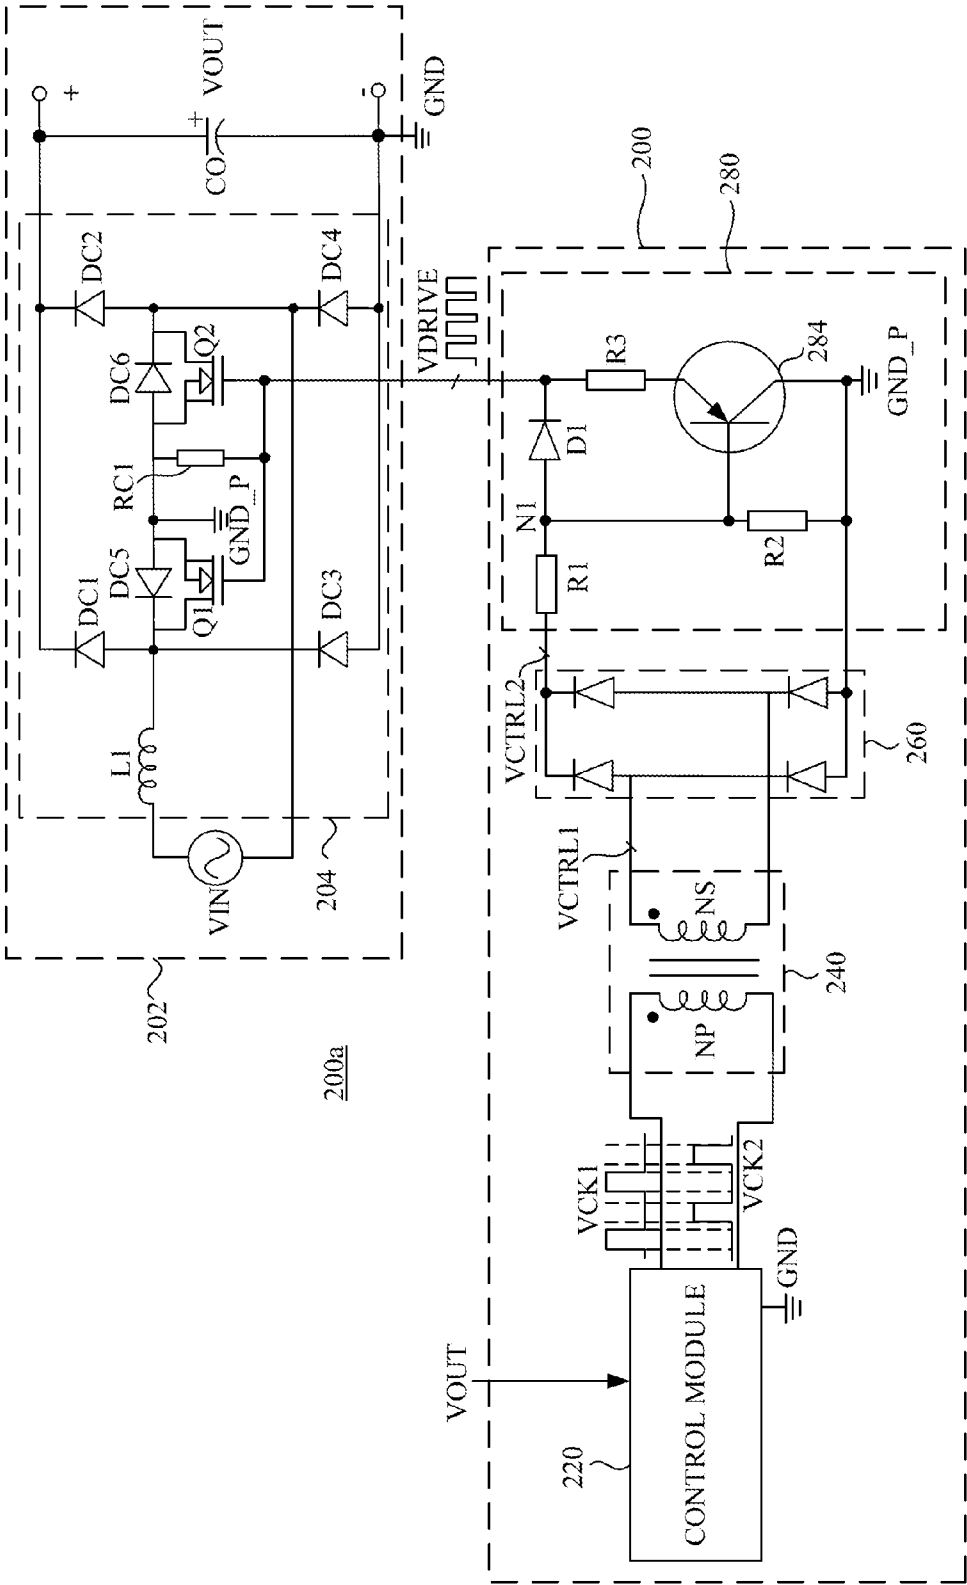 202
204
VIN
L1
DC1
DC2
DC3
DC4
DC5
DC6
Q1
Q2
RC1
GND_P
CO
+
VOUT
+
-
GND
200a
VDRIVE
200
280
VOUT
220
CONTROL MODULE
GND
VCK1
VCK2
NP
NS
240
VCTRL1
VCTRL2
260
R1
N1
D1
R2
R3
284
GND_P